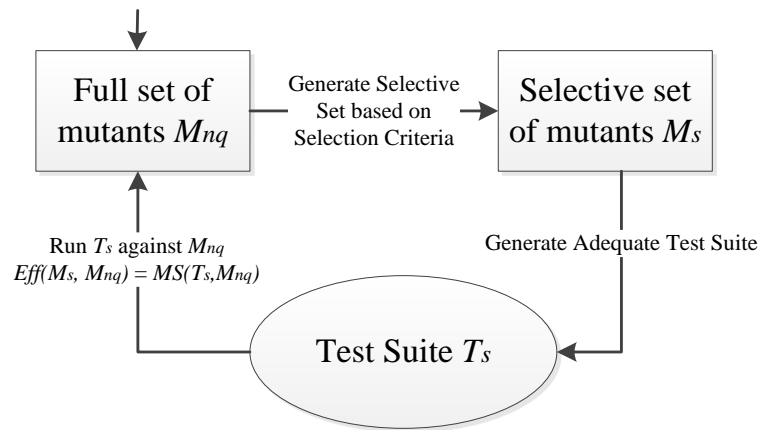 Full set of
mutants Mnq
Generate Selective
Set based on
Selection Criteria
Selective set
of mutants Ms
Run Ts against Mnq
Eff(Ms, Mnq) = MS(Ts,Mnq)
Generate Adequate Test Suite
Test Suite Ts